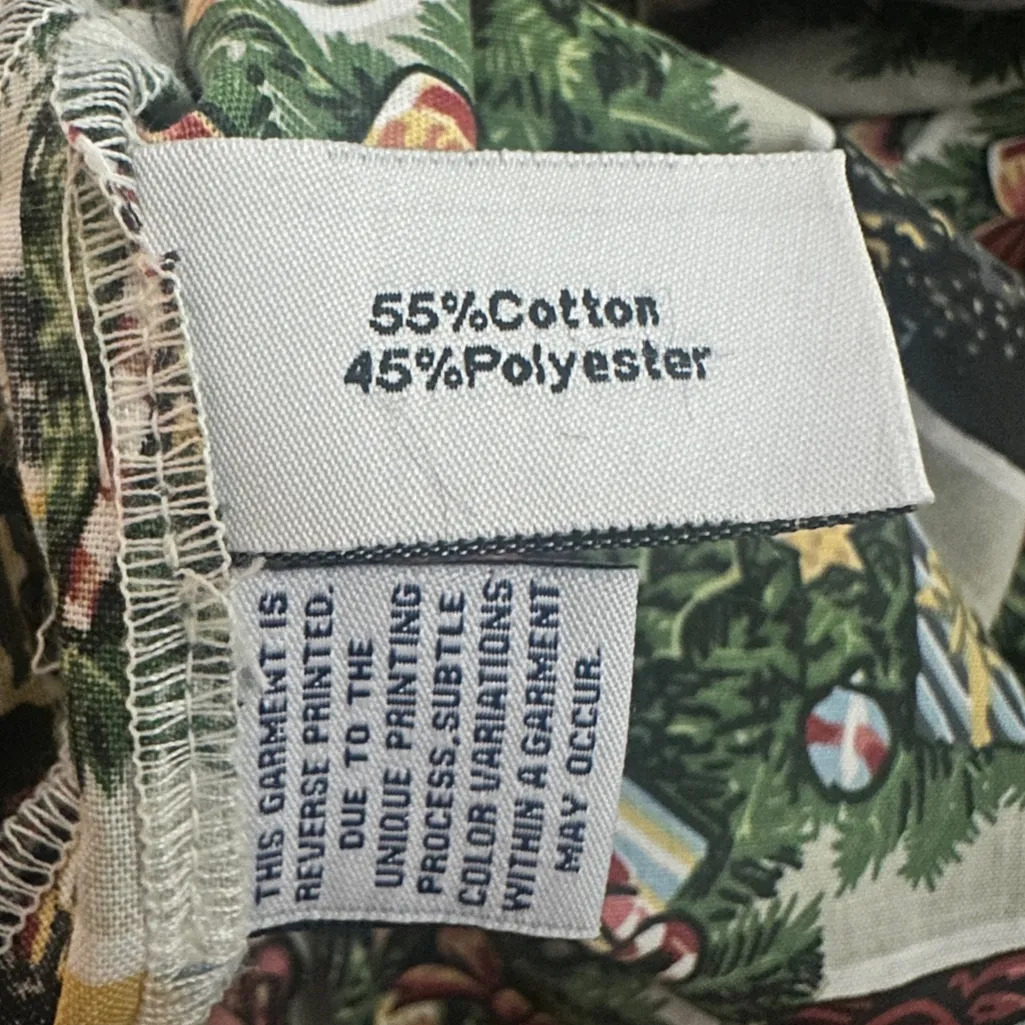 55%Cotton
45%Polyester
THIS GARMENT IS
REVERSE PRINTED.
DUE TO THE
UNIQUE PRINTING
PROCESS.SUBTLE
COLOR VARIATIONS
WITHIN A GARMENT
MAY OCCUR.